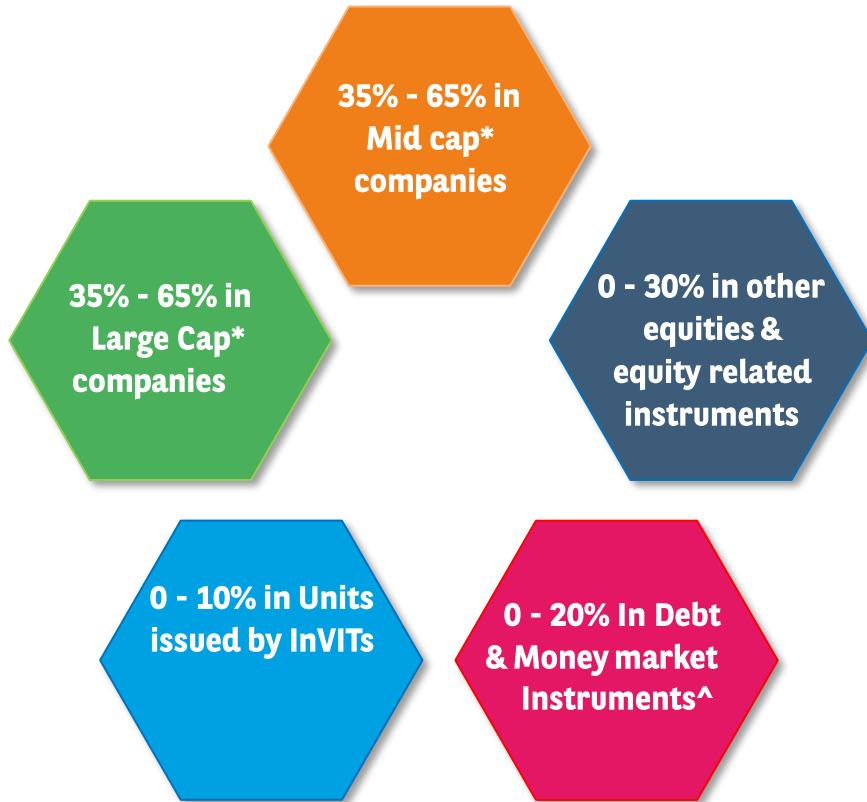 35% - 65% in
Mid cap*
companies
35% - 65% in
Large Cap*
companies
0 - 30% in other
equities &
equity related
instruments
0 - 10% in Units
issued by InVITs
0 - 20% In Debt
& Money market
Instruments^